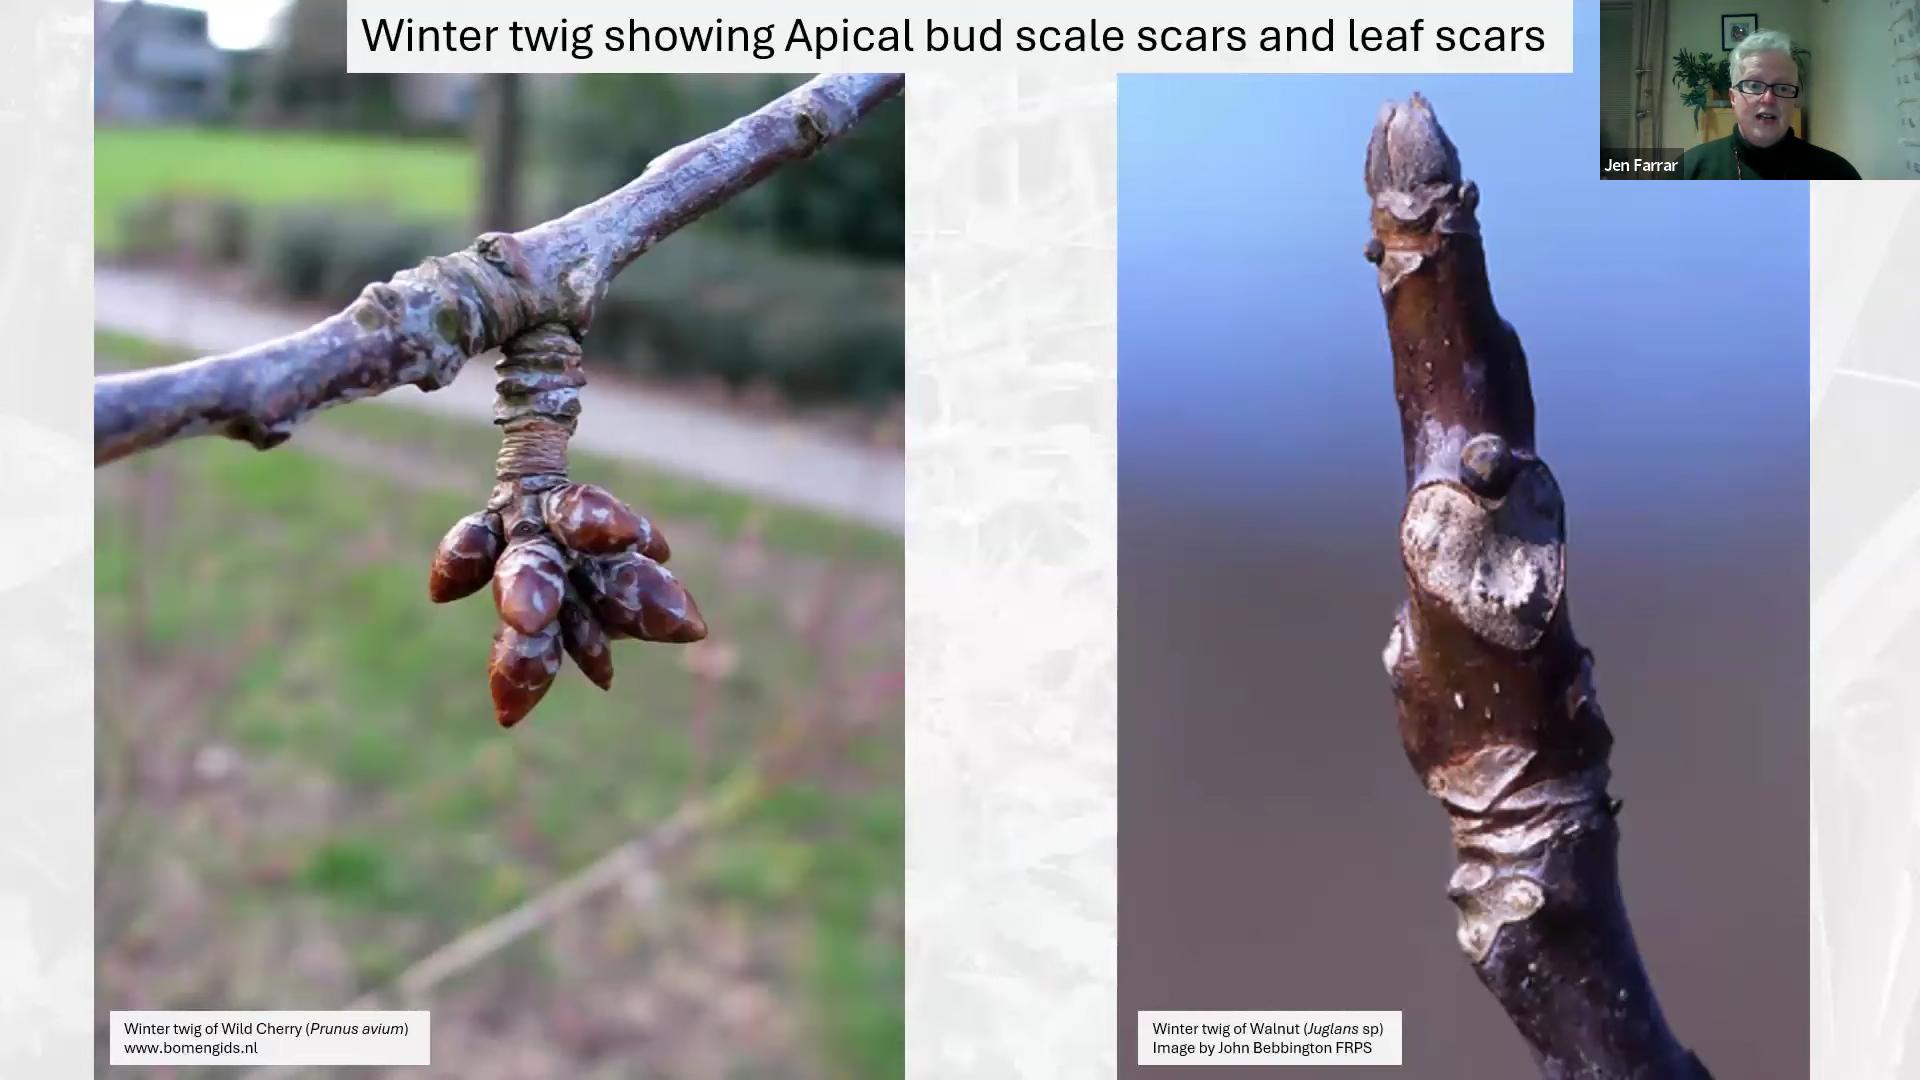 Winter twig showing Apical bud scale scars and leaf scars
Jen Farrar
Winter twig of Wild Cherry (Prunus avium)
www.bomengids.nl
Winter twig of Walnut (Juglans sp)
Image by John Bebbington FRPS